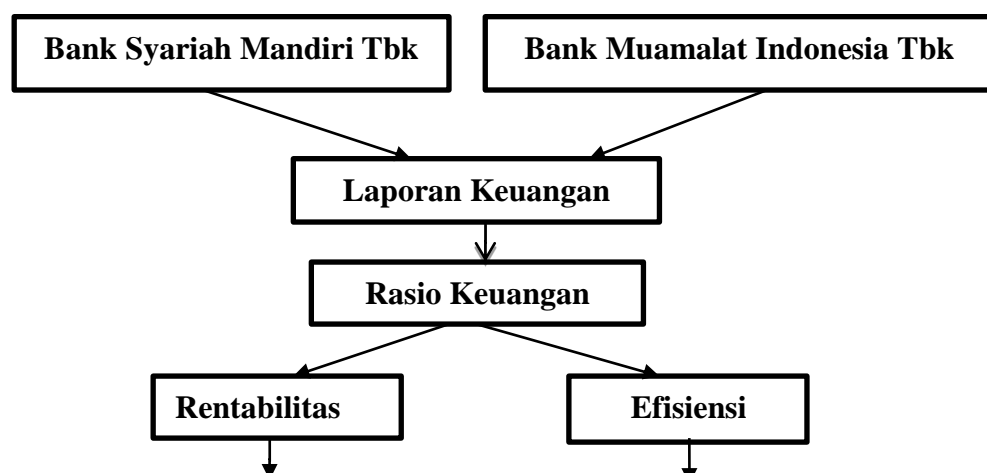 Bank Syariah Mandiri Tbk
Bank Muamalat Indonesia Tbk
Laporan Keuangan
Rasio Keuangan
Rentabilitas
Efisiensi